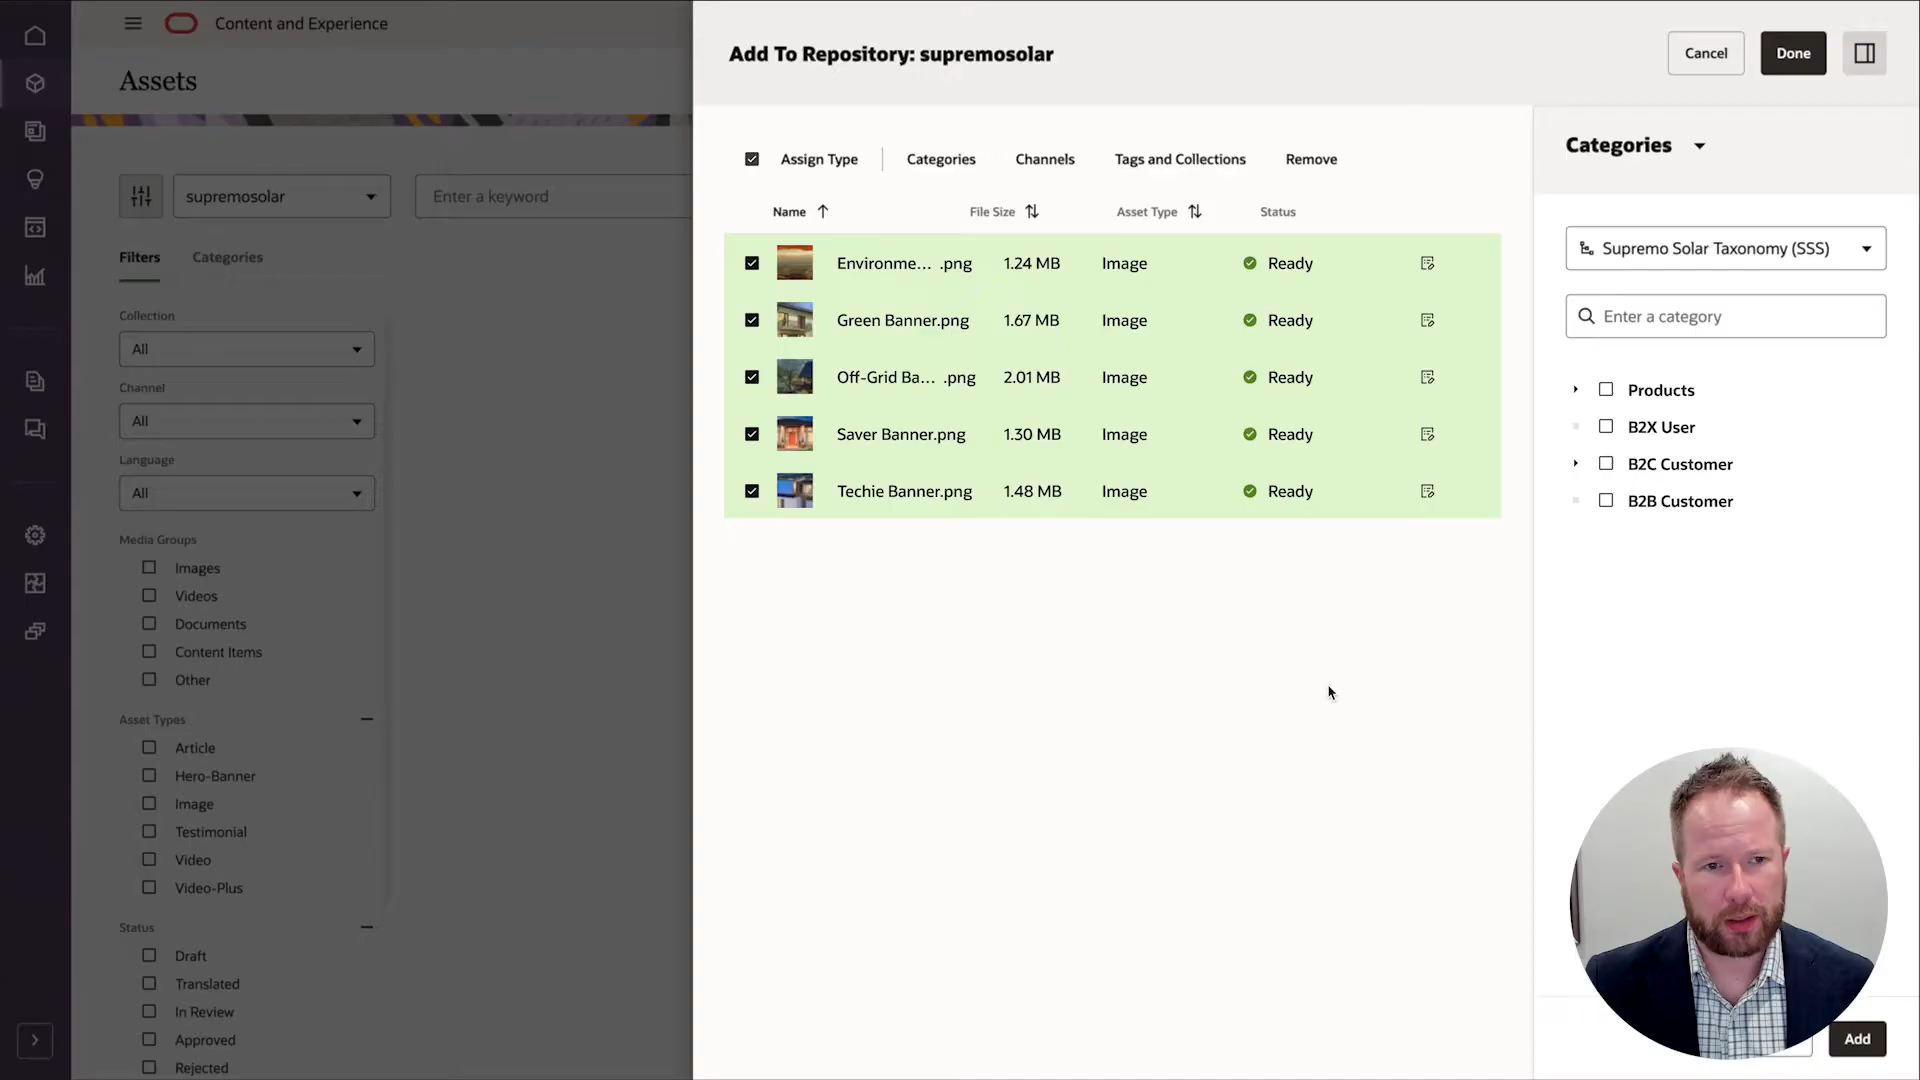 Content and Experience
Assets
supremosolar
Enter a keyword
Filters
Categories
Collection
All
Channel
All
Language
All
Media Groups
Images
Videos
Documents
Content Items
Other
Asset Types
Article
Hero-Banner
Image
Testimonial
Video
Video-Plus
Status
Draft
Translated
In Review
Approved
Rejected
Add To Repository: supremosolar
Cancel
Done
Assign Type
Categories
Channels
Tags and Collections
Remove
Name
File Size
Asset Type
Status
Environme... .png 1.24 MB Image Ready
Green Banner.png 1.67 MB Image Ready
Off-Grid Ba... .png 2.01 MB Image Ready
Saver Banner.png 1.30 MB Image Ready
Techie Banner.png 1.48 MB Image Ready
Categories
Supremo Solar Taxonomy (SSS)
Enter a category
Products
B2X User
B2C Customer
B2B Customer
Add